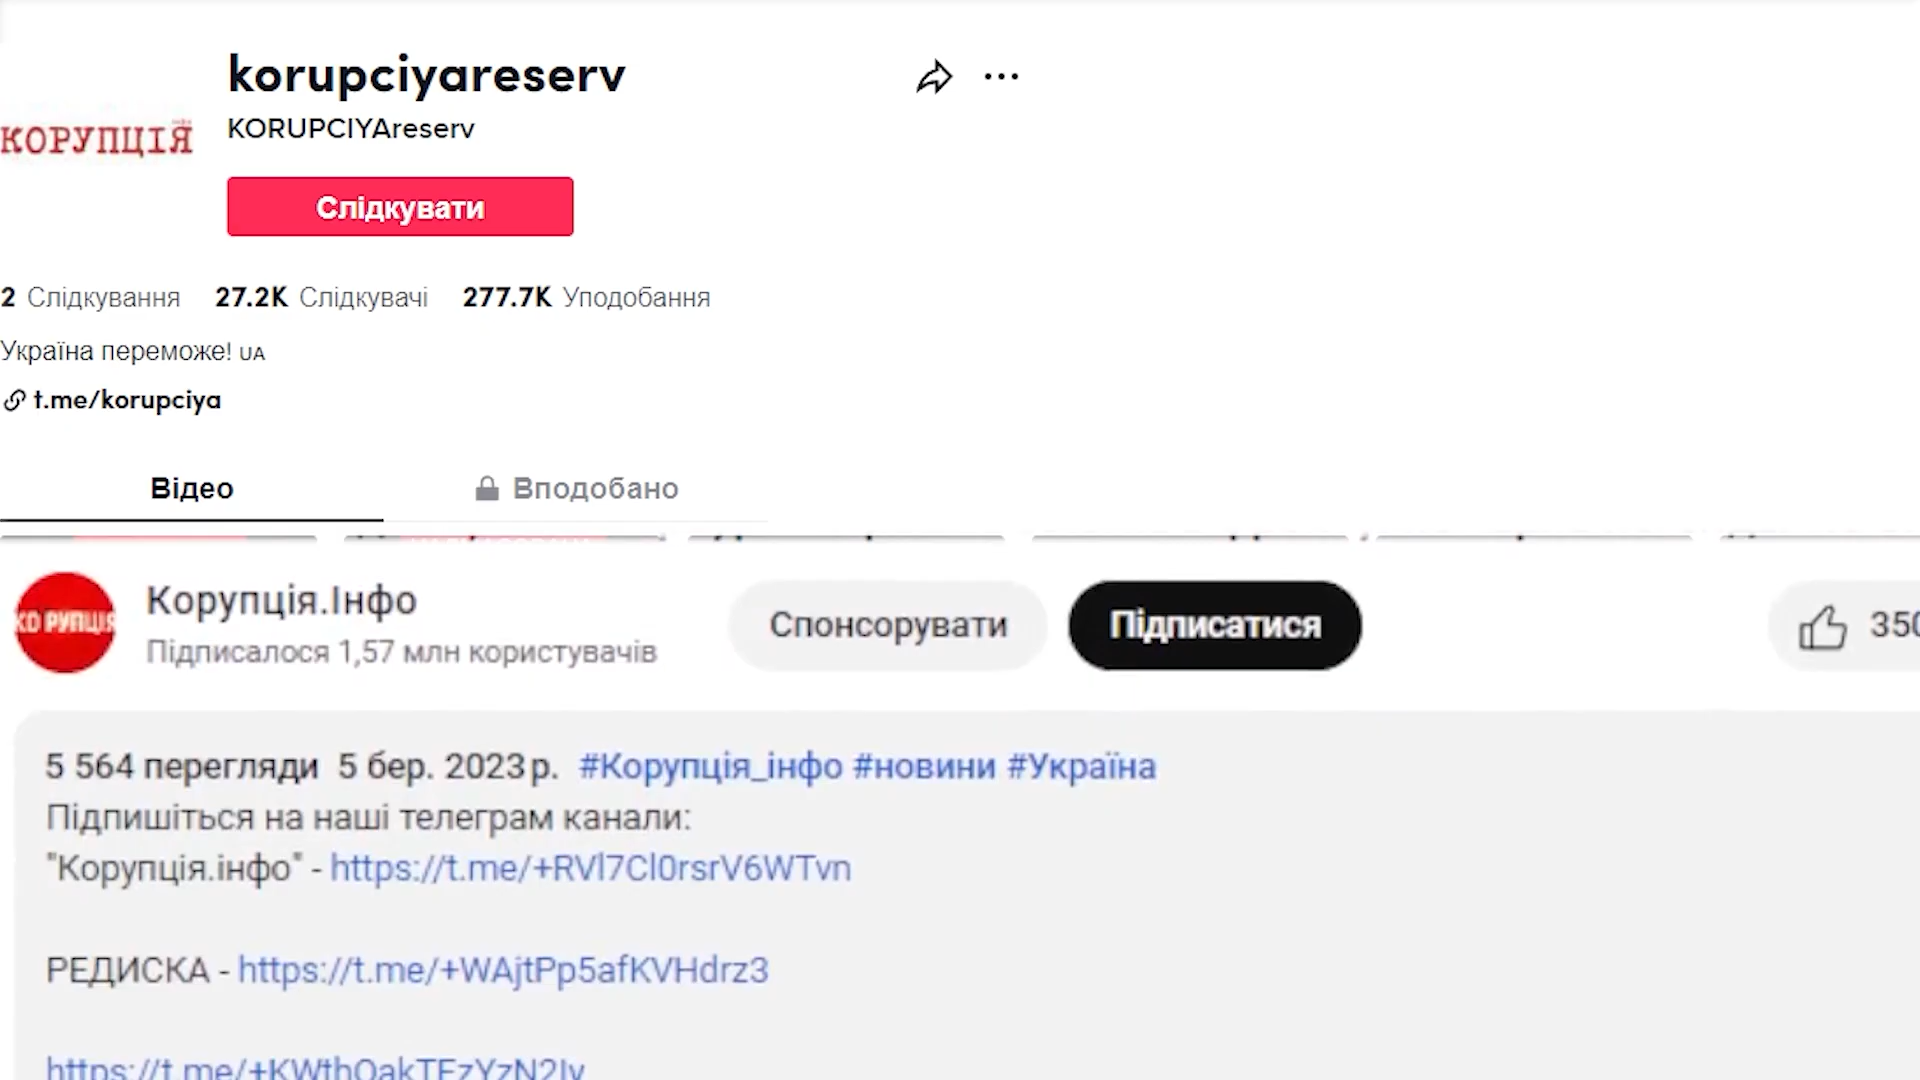 korupciyareserv
KORUPCIYAreserv
КОРУПЦІЯ
Слідкувати
2 Слідкування 27.2K Слідкувачі 277.7K Уподобання
Україна переможе! UA
t.me/korupciya
Відео Вподобано
КОРУПЦІЯ
Корупція.Інфо
Підписалося 1,57 млн користувачів
Спонсорувати Підписатися 350
5 564 перегляди 5 бер. 2023 р. #Корупція_інфо #новини #Україна
Підпишіться на наші телеграм канали:
"Корупція.інфо" - https://t.me/+RVl7Cl0rsrV6WTvn
РЕДИСКА - https://t.me/+WAjtPp5afKVHdrz3
https://t.me/+KWthOakTEzYzN2Iy